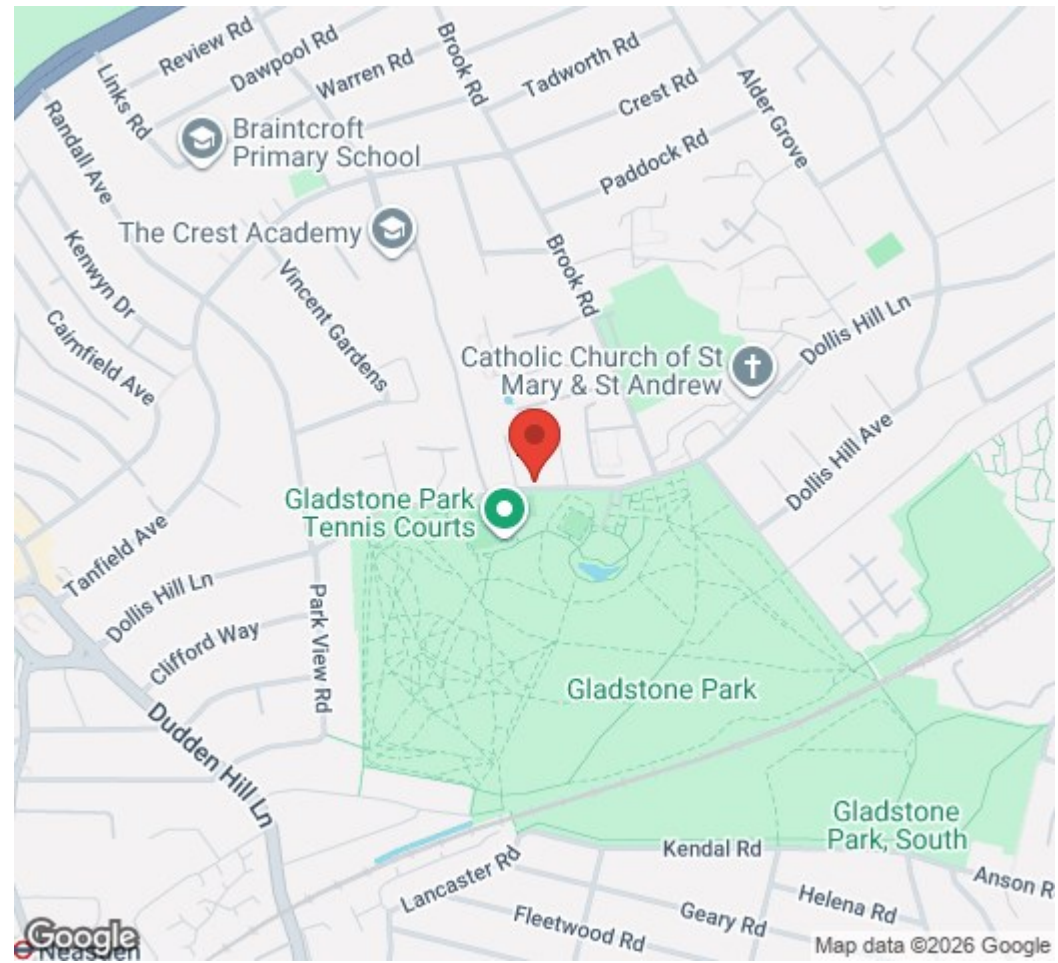 Review Rd
Dawpool Rd
Warren Rd
Brook Rd
Tadworth Rd
Links Rd
Crest Rd
Alder Grove
Randall Ave
Braintcroft
Primary School
Paddock Rd
The Crest Academy
Kenwyn Dr
Vincent Gardens
Brook Rd
Dollis Hill Ln
Cairnfield Ave
Catholic Church of St
Mary & St Andrew
Dollis Hill Ave
Gladstone Park
Tennis Courts
Tanfield Ave
Dollis Hill Ln
Park View Rd
Clifford Way
Gladstone Park
Dudden Hill Ln
Gladstone
Park, South
Kendal Rd
Lancaster Rd
Anson R
Helena Rd
Geary Rd
Fleetwood Rd
Google
Neasden
Map data ©2026 Google